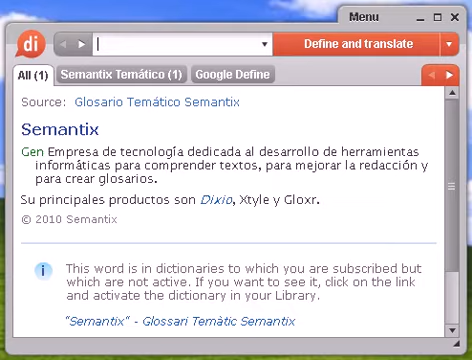 Menu
di
Define and translate
All (1)
Semantix Temático (1)
Google Define
Source: Glosario Temático Semantix
Semantix
Gen Empresa de tecnología dedicada al desarrollo de herramientas
informáticas para comprender textos, para mejorar la redacción y
para crear glosarios.
Su principales productos son Dixio, Xtyle y Gloxr.
© 2010 Semantix
i
This word is in dictionaries to which you are subscribed but
which are not active. If you want to see it, click on the link
and activate the dictionary in your Library.
"Semantix" - Glossari Temàtic Semantix